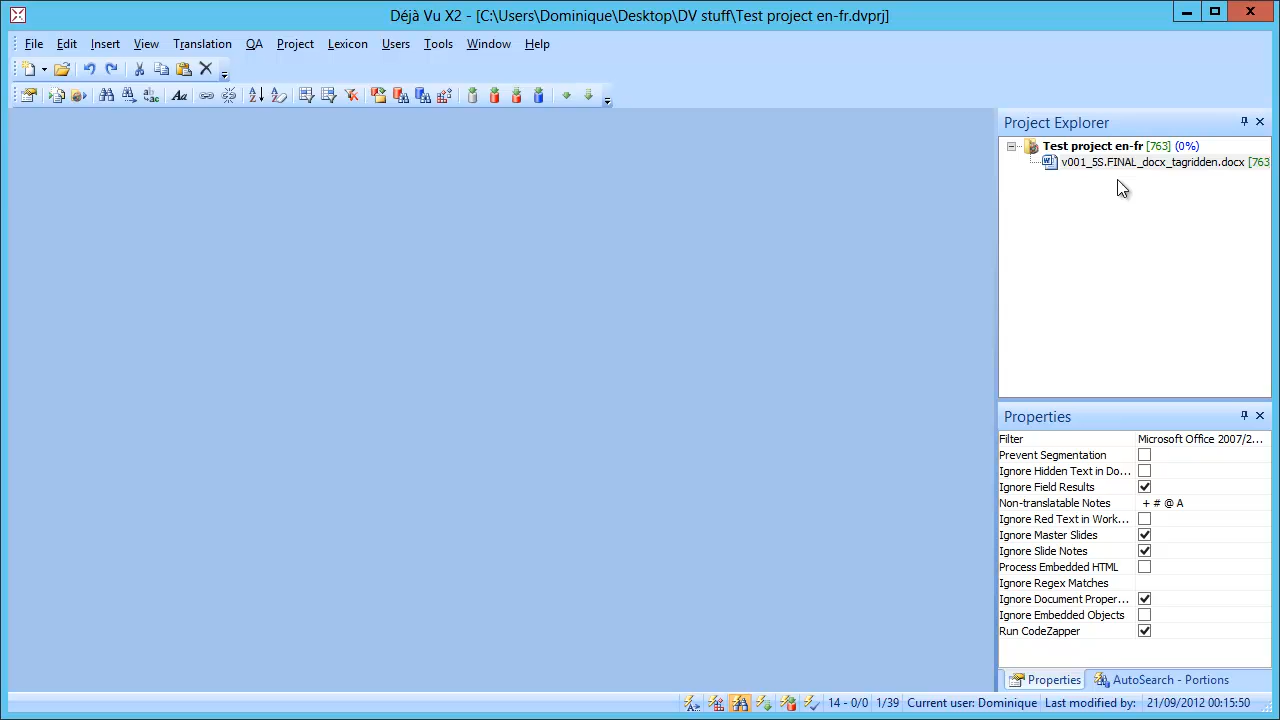 Déjà Vu X2 - [C:\Users\Dominique\Desktop\DV stuff\Test project en-fr.dvprj]
File Edit Insert View Translation QA Project Lexicon Users Tools Window Help
Project Explorer
Test project en-fr [763] (0%)
v001_5S.FINAL_docx_tagridden.docx [763
Properties
Filter Microsoft Office 2007/2...
Prevent Segmentation
Ignore Hidden Text in Do...
Ignore Field Results
Non-translatable Notes + # @ A
Ignore Red Text in Work...
Ignore Master Slides
Ignore Slide Notes
Process Embedded HTML
Ignore Regex Matches
Ignore Document Proper...
Ignore Embedded Objects
Run CodeZapper
Properties AutoSearch - Portions
14 - 0/0 1/39 Current user: Dominique Last modified by: 21/09/2012 00:15:50